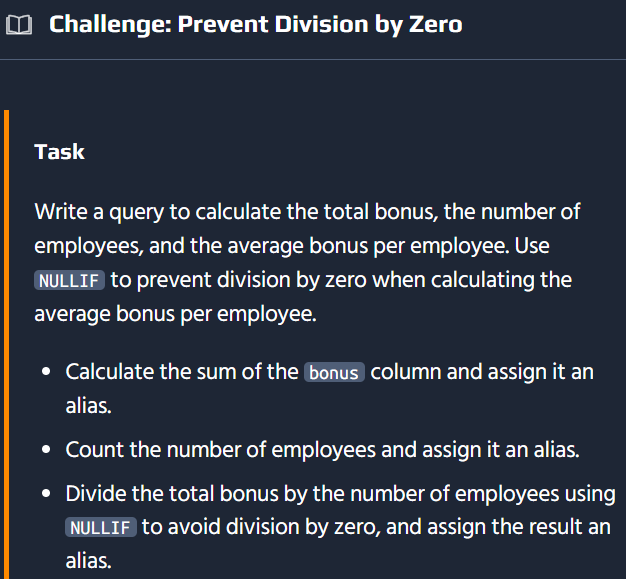 Challenge: Prevent Division by Zero
Task
Write a query to calculate the total bonus, the number of
employees, and the average bonus per employee. Use
NULLIF to prevent division by zero when calculating the
average bonus per employee.
• Calculate the sum of the bonus column and assign it an
alias.
• Count the number of employees and assign it an alias.
• Divide the total bonus by the number of employees using
NULLIF to avoid division by zero, and assign the result an
alias.